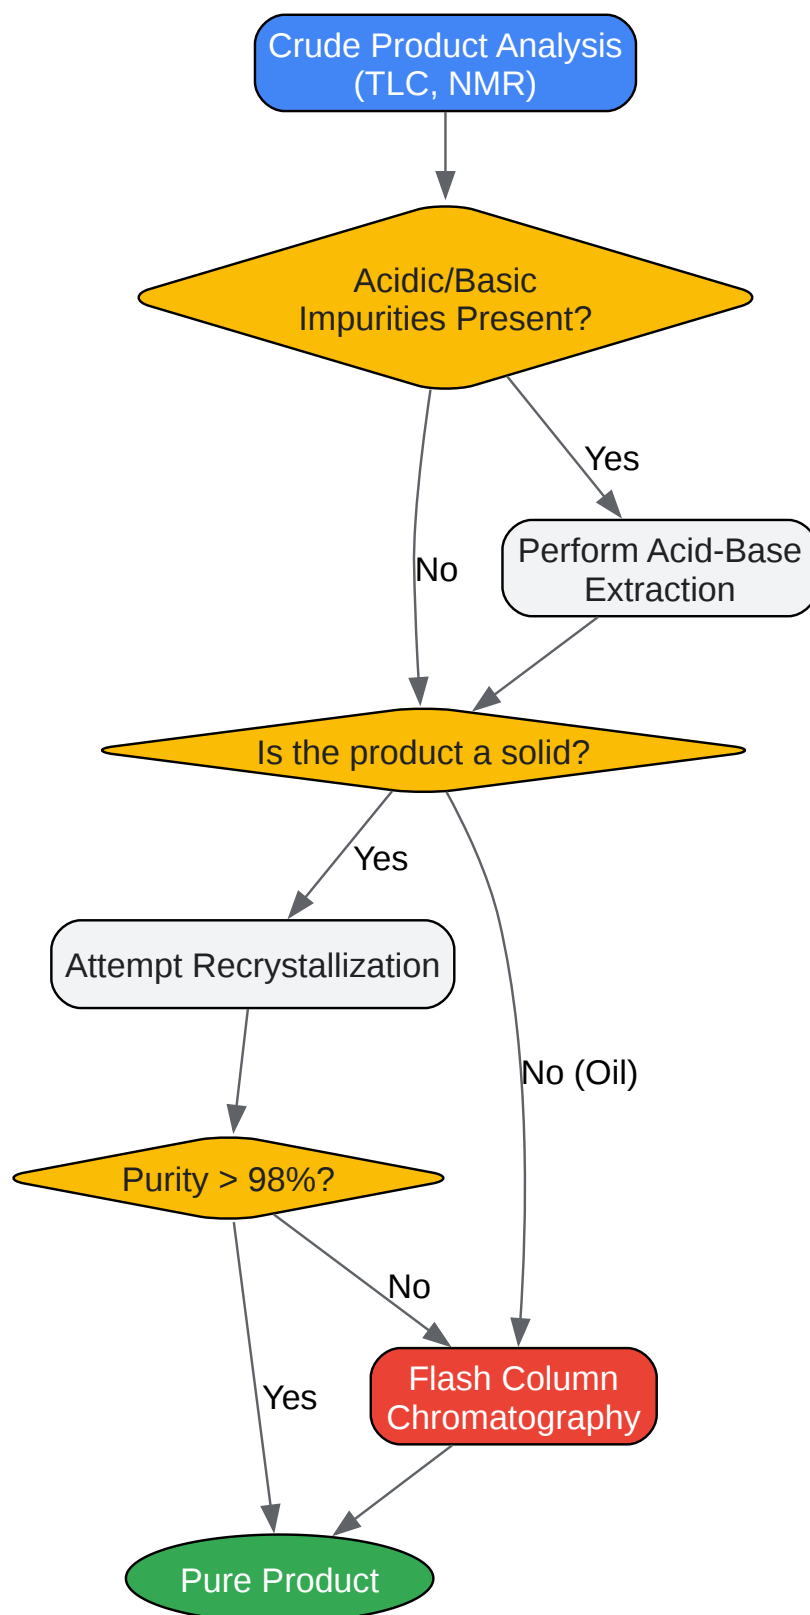 Crude Product Analysis
(TLC, NMR)
Acidic/Basic
Impurities Present?
Yes
No
Perform Acid-Base
Extraction
Is the product a solid?
Yes
Attempt Recrystallization
No (Oil)
Purity > 98%?
No
Yes
Flash Column
Chromatography
Pure Product